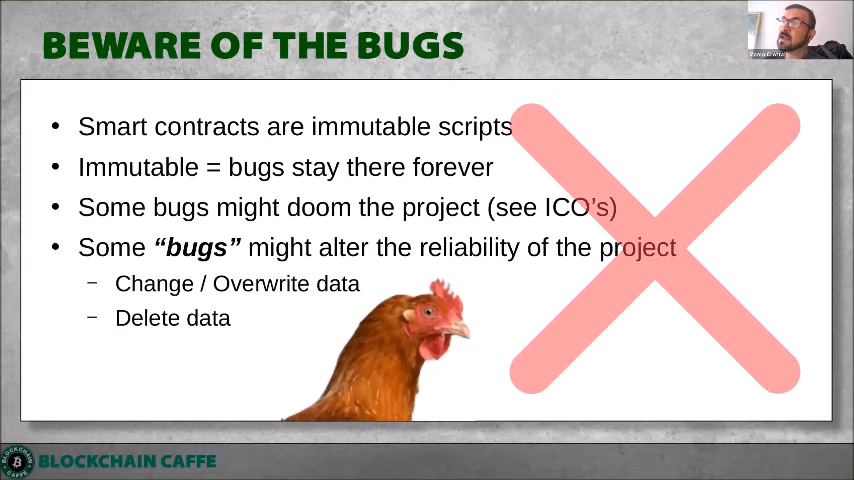 BEWARE OF THE BUGS
• Smart contracts are immutable scripts
• Immutable = bugs stay there forever
• Some bugs might doom the project (see ICO's)
• Some “bugs” might alter the reliability of the project
– Change / Overwrite data
– Delete data
BLOCKCHAIN CAFFE
BLOCKCHAIN
CAFFE